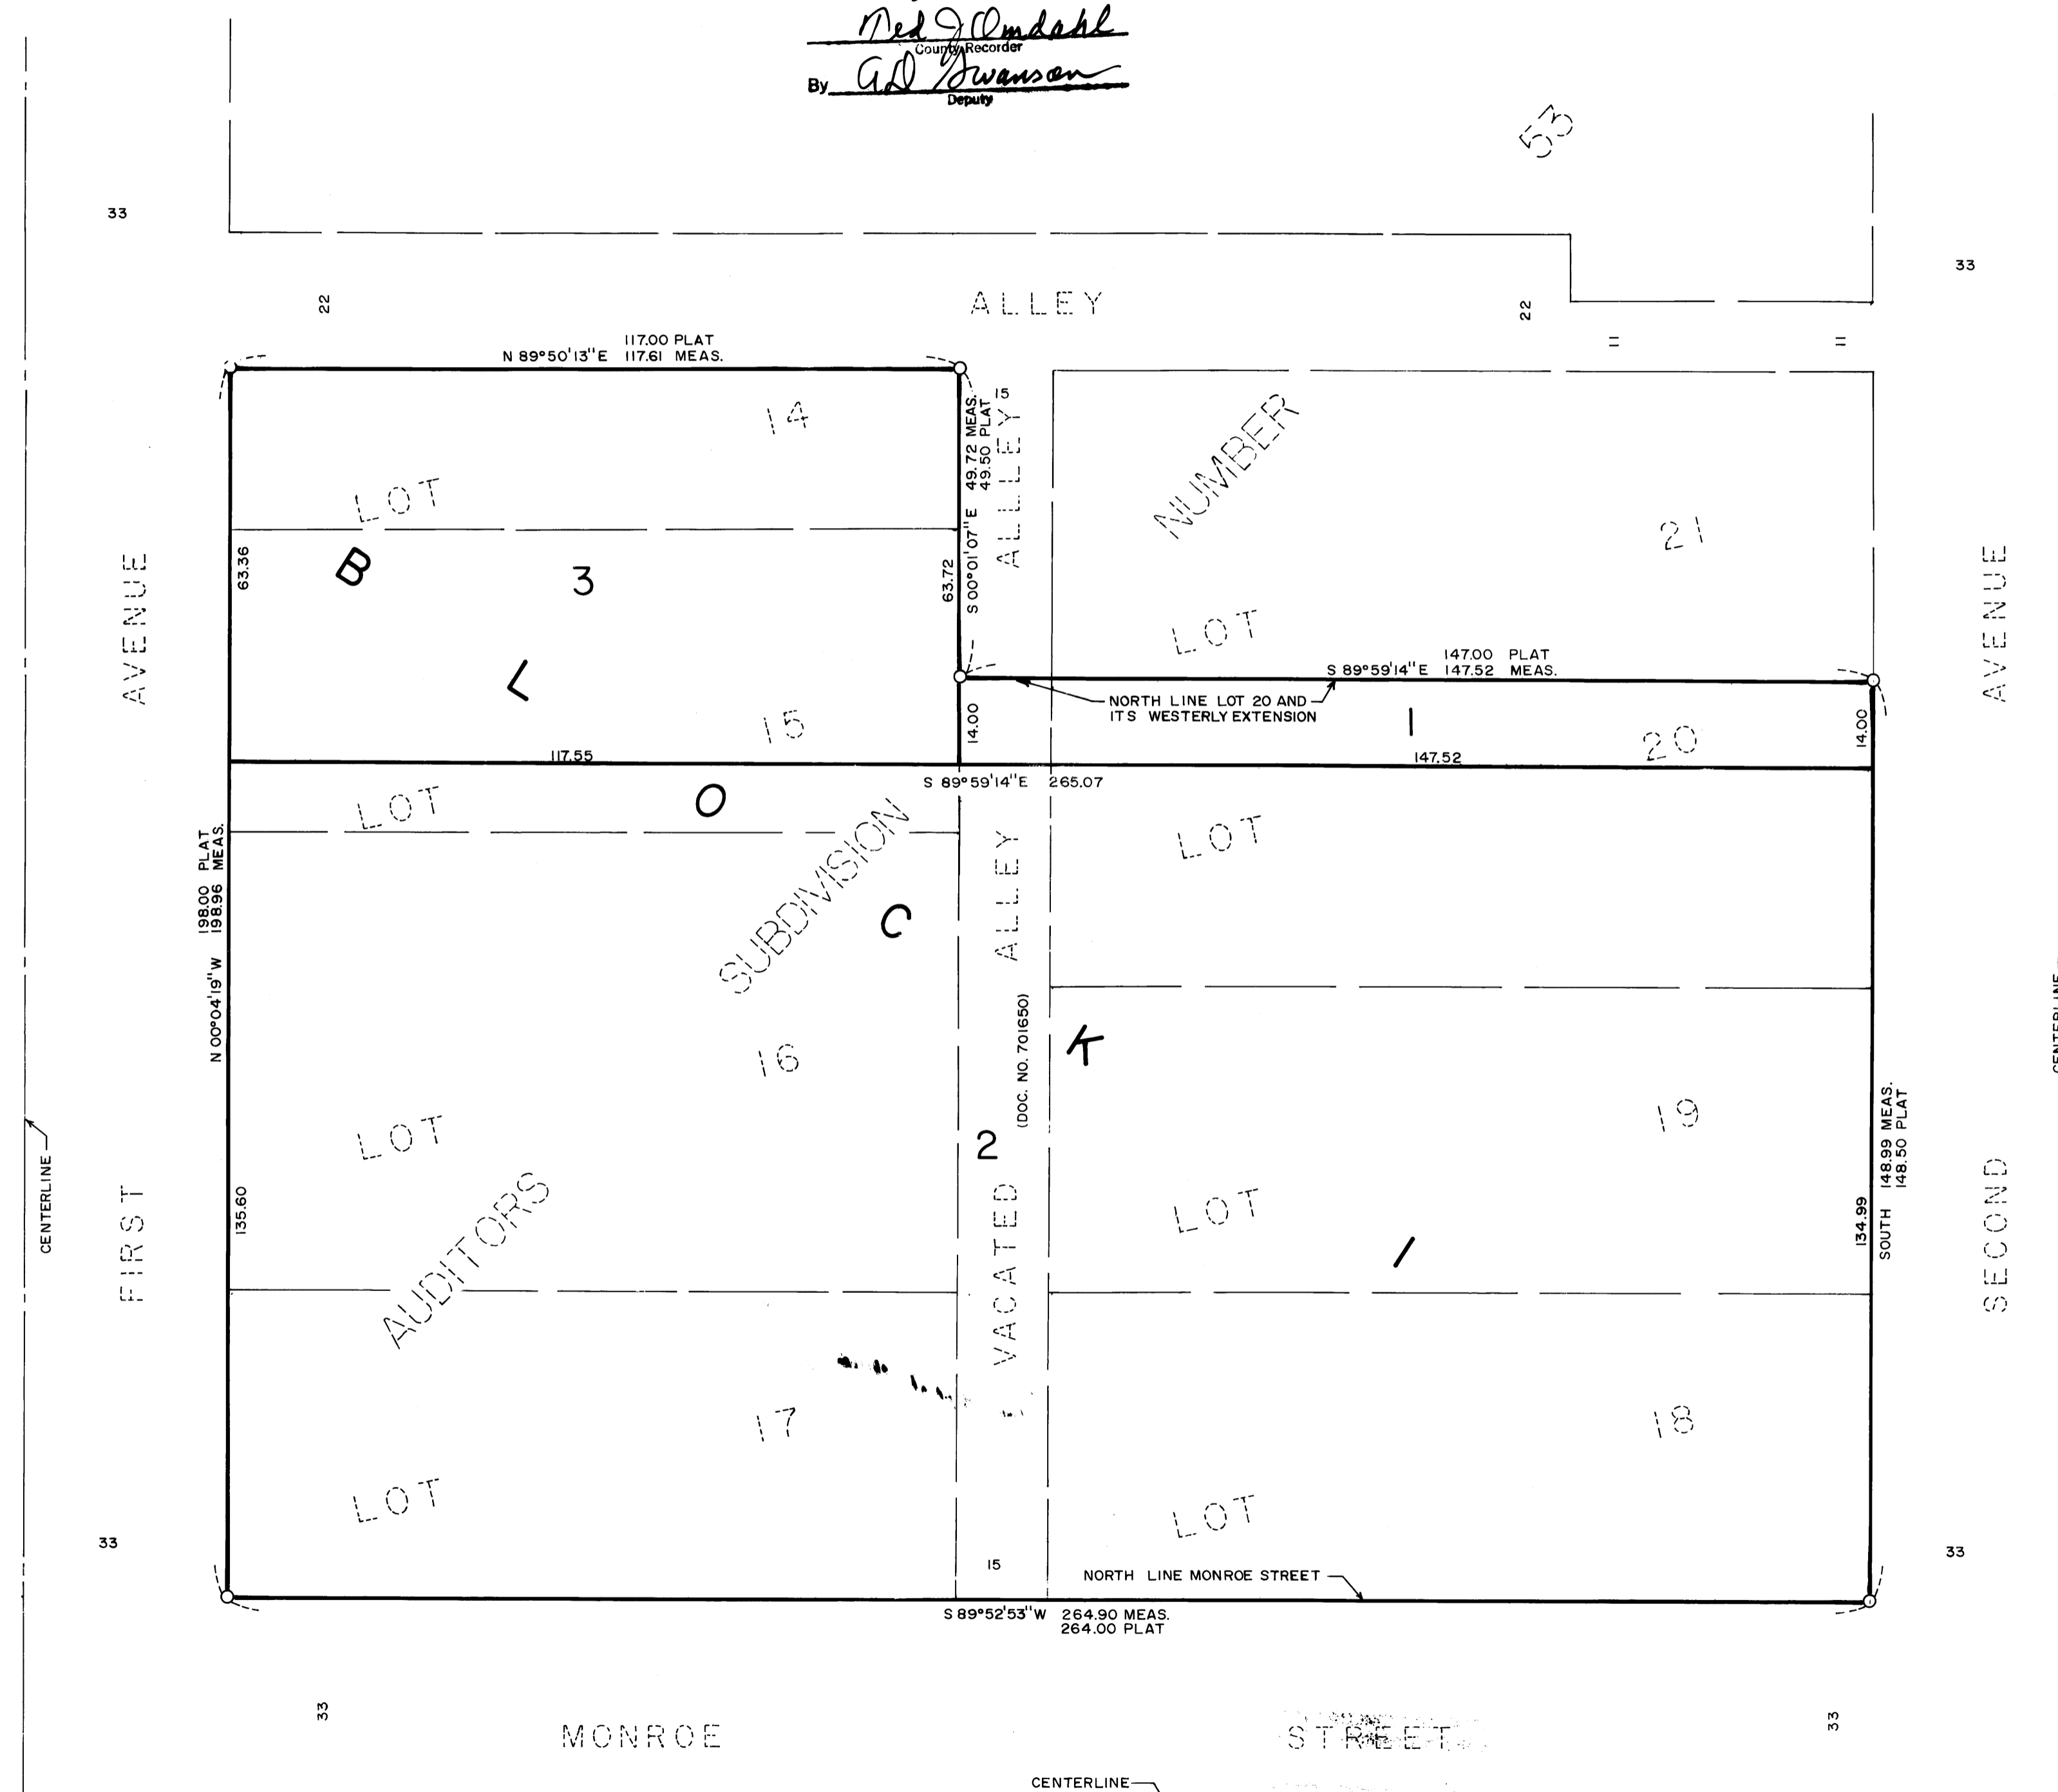 Ted J Omdahl
County Recorder
By A D Swanson
Deputy
53
33
33
22
ALLEY
22
11
11
117.00 PLAT
N 89°50'13"E 117.61 MEAS.
15
14
LOT
49.72 MEAS.
49.50 PLAT
S 00°01'07"E
ALLLEY
NUMBER
21
LOT
AVENUE
AVENUE
63.36
B
3
63.72
L
147.00 PLAT
S 89°59'14"E 147.52 MEAS.
NORTH LINE LOT 20 AND
ITS WESTERLY EXTENSION
14.00
1
20
14.00
15
117.55
147.52
S 89°59'14"E 265.07
LOT
O
LOT
198.00 PLAT
N 00°04'19"W 198.96 MEAS.
SUBDIVISION
C
ALLEY
(DOC. NO. 701650)
K
16
2
LOT
19
LOT
SOUTH 148.99 MEAS.
148.50 PLAT
CENTERLINE
CENTERLINE
FIRST
135.60
AUDITORS
VACATED
1
134.99
SECOND
17
18
LOT
LOT
33
15
NORTH LINE MONROE STREET
33
S 89°52'53"W 264.90 MEAS.
264.00 PLAT
33
33
MONROE
STREET
CENTERLINE